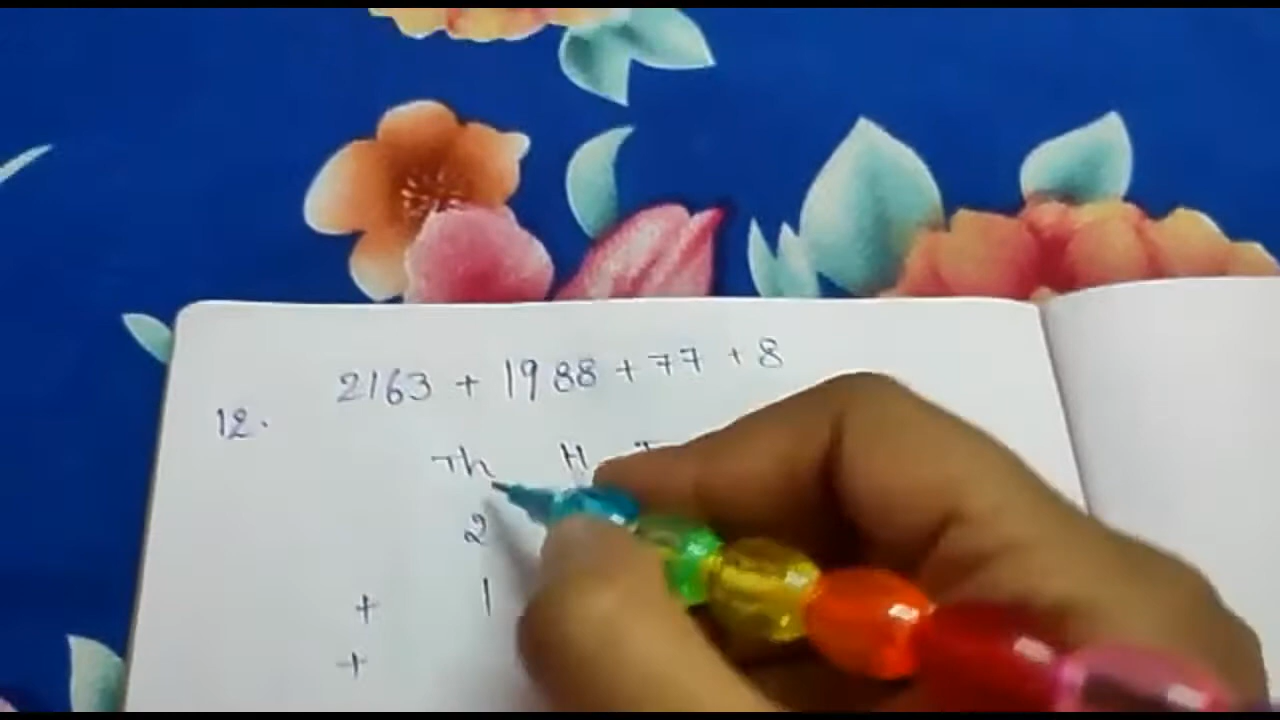 2163 + 1988 + 77 + 8
12.
Th H T
2
+ 1
+